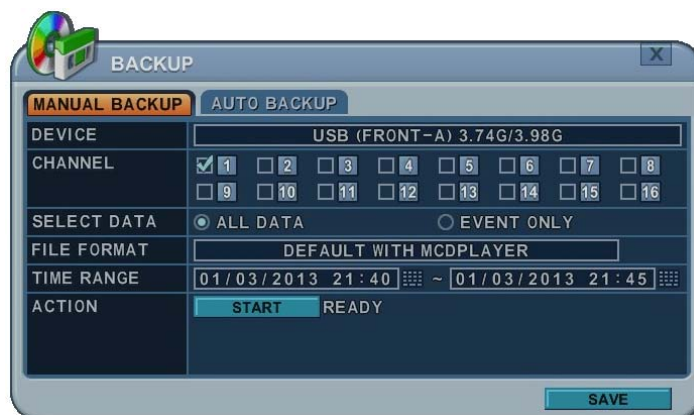 BACKUP X
MANUAL BACKUP AUTO BACKUP
DEVICE USB (FRONT-A) 3.74G/3.98G
CHANNEL 1 2 3 4 5 6 7 8
9 10 11 12 13 14 15 16
SELECT DATA ALL DATA EVENT ONLY
FILE FORMAT DEFAULT WITH MCDPLAYER
TIME RANGE 01/03/2013 21:40 ~ 01/03/2013 21:45
ACTION START READY
SAVE